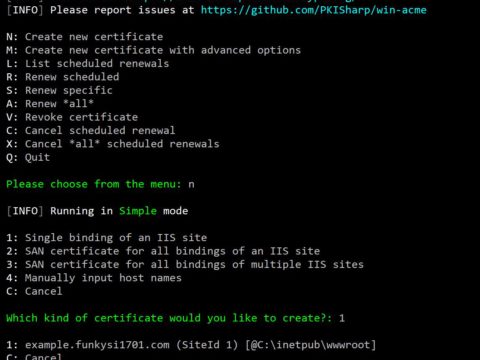 [INFO] Please report issues at https://github.com/PKISharp/win-acme
N: Create new certificate
M: Create new certificate with advanced options
L: List scheduled renewals
R: Renew scheduled
S: Renew specific
A: Renew *all*
V: Revoke certificate
C: Cancel scheduled renewal
X: Cancel *all* scheduled renewals
Q: Quit
Please choose from the menu: n
[INFO] Running in Simple mode
1: Single binding of an IIS site
2: SAN certificate for all bindings of an IIS site
3: SAN certificate for all bindings of multiple IIS sites
4: Manually input host names
C: Cancel
Which kind of certificate would you like to create?: 1
1: example.funkysi1701.com (SiteId 1) [@C:\inetpub\wwwroot]
C: Cancel